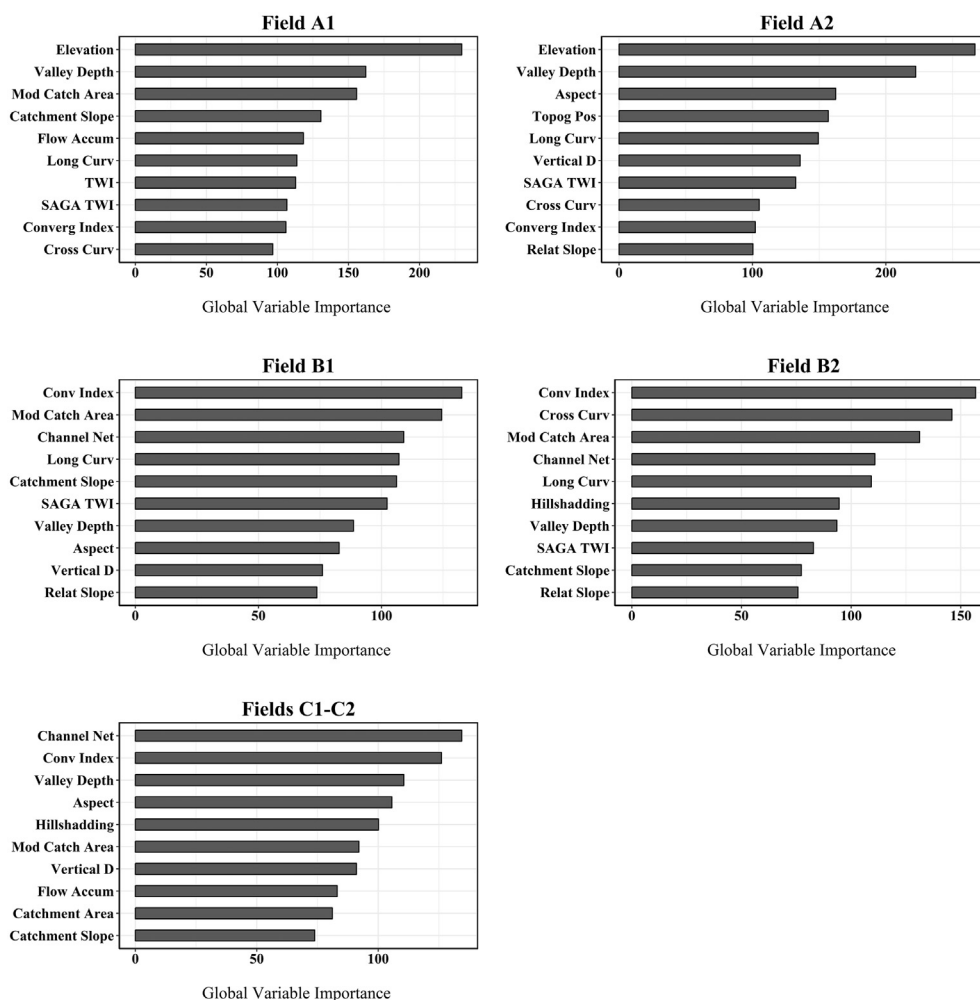 Field A1
Elevation
Valley Depth
Mod Catch Area
Catchment Slope
Flow Accum
Long Curv
TWI
SAGA TWI
Converg Index
Cross Curv
0 50 100 150 200
Global Variable Importance
Field A2
Elevation
Valley Depth
Aspect
Topog Pos
Long Curv
Vertical D
SAGA TWI
Cross Curv
Converg Index
Relat Slope
0 100 200
Global Variable Importance
Field B1
Conv Index
Mod Catch Area
Channel Net
Long Curv
Catchment Slope
SAGA TWI
Valley Depth
Aspect
Vertical D
Relat Slope
0 50 100
Global Variable Importance
Field B2
Conv Index
Cross Curv
Mod Catch Area
Channel Net
Long Curv
Hillshadding
Valley Depth
SAGA TWI
Catchment Slope
Relat Slope
0 50 100 150
Global Variable Importance
Fields C1-C2
Channel Net
Conv Index
Valley Depth
Aspect
Hillshadding
Mod Catch Area
Vertical D
Flow Accum
Catchment Area
Catchment Slope
0 50 100
Global Variable Importance